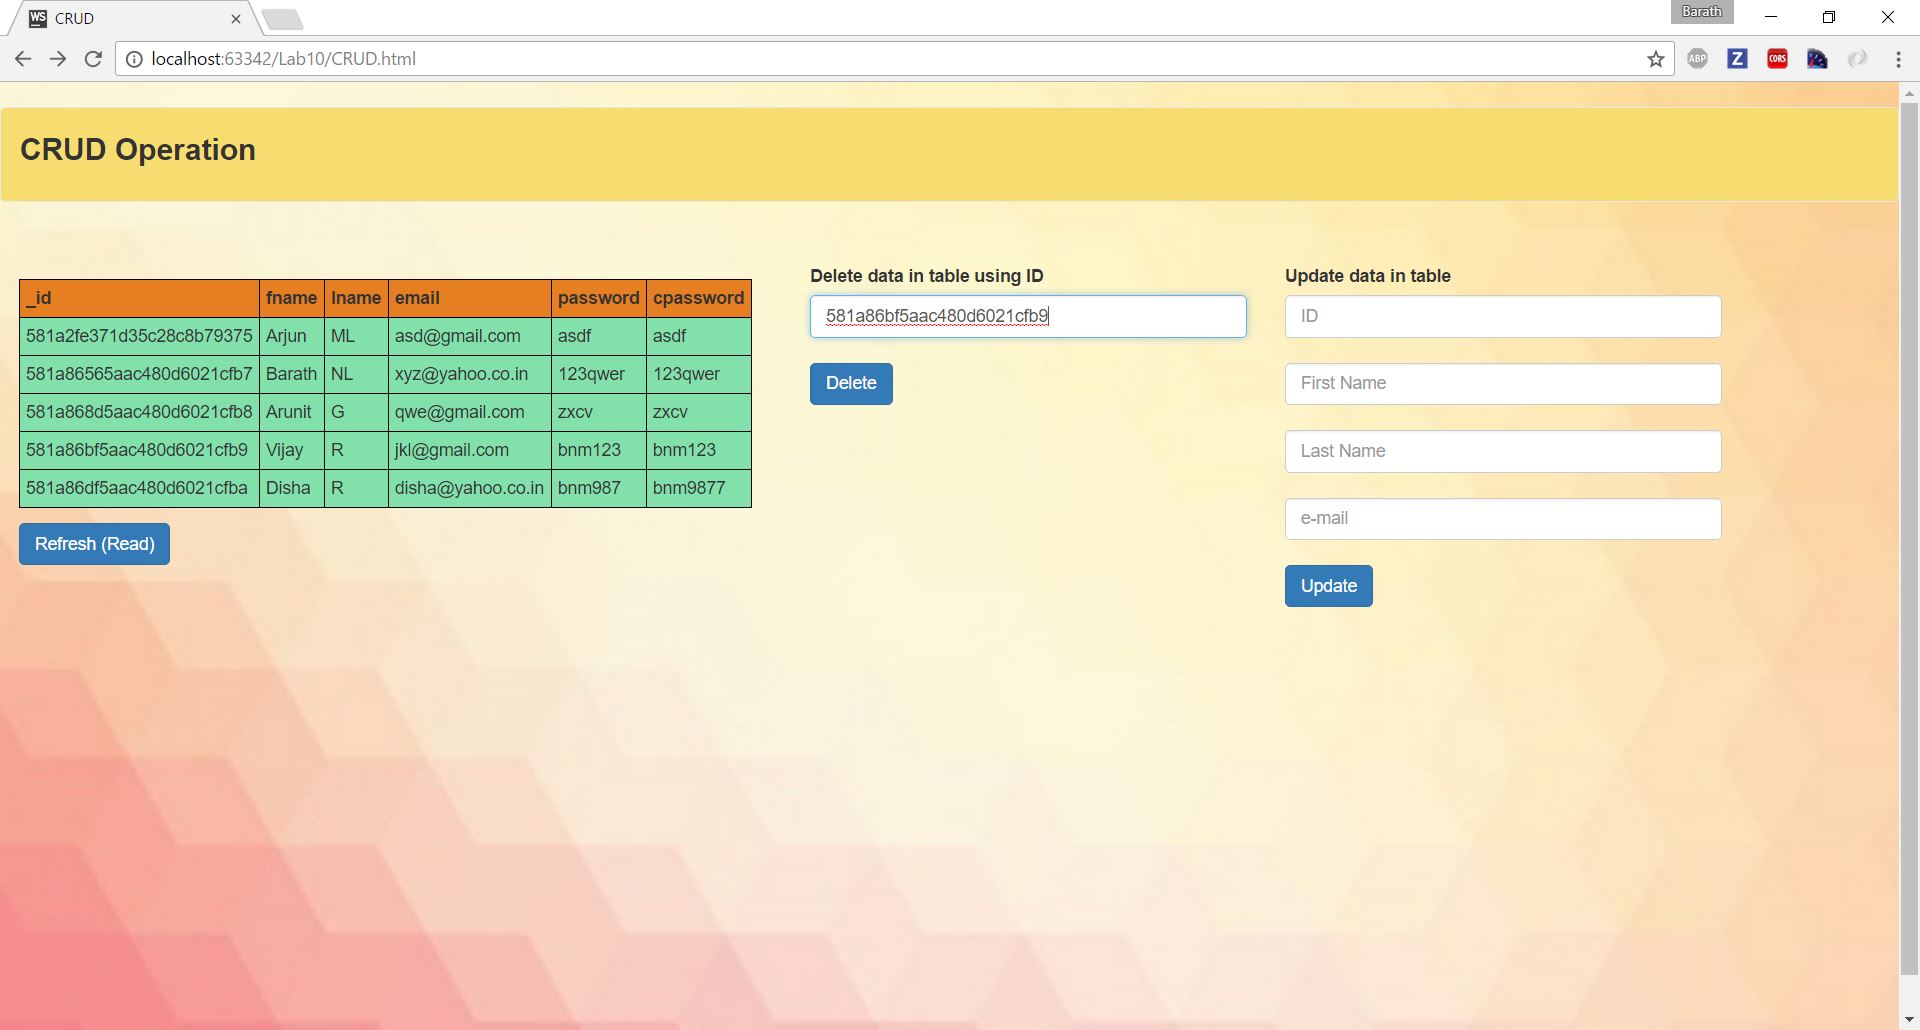 WS CRUD
Barath
localhost:63342/Lab10/CRUD.html
ABP Z CORS
CRUD Operation
_id fname lname email password cpassword
581a2fe371d35c28c8b79375 Arjun ML asd@gmail.com asdf asdf
581a86565aac480d6021cfb7 Barath NL xyz@yahoo.co.in 123qwer 123qwer
581a868d5aac480d6021cfb8 Arunit G qwe@gmail.com zxcv zxcv
581a86bf5aac480d6021cfb9 Vijay R jkl@gmail.com bnm123 bnm123
581a86df5aac480d6021cfba Disha R disha@yahoo.co.in bnm987 bnm9877
Refresh (Read)
Delete data in table using ID
581a86bf5aac480d6021cfb9
Delete
Update data in table
ID
First Name
Last Name
e-mail
Update